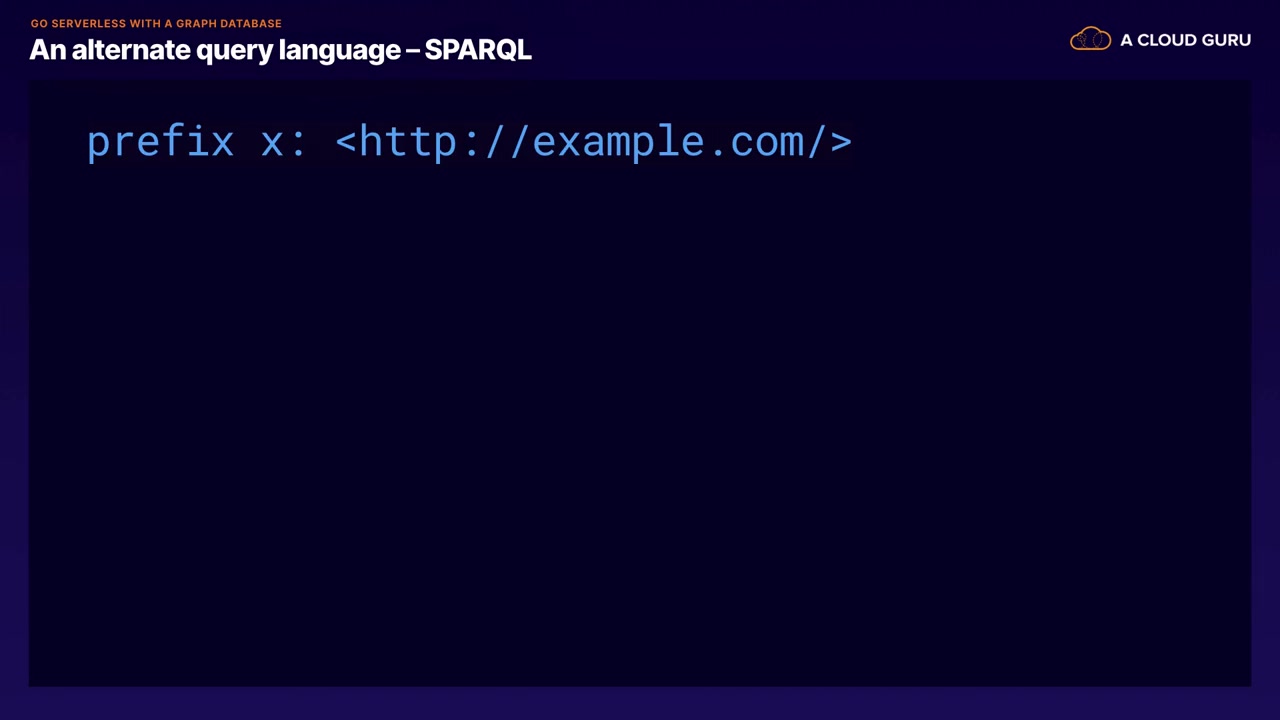 GO SERVERLESS WITH A GRAPH DATABASE
An alternate query language – SPARQL
A CLOUD GURU
prefix x: <http://example.com/>